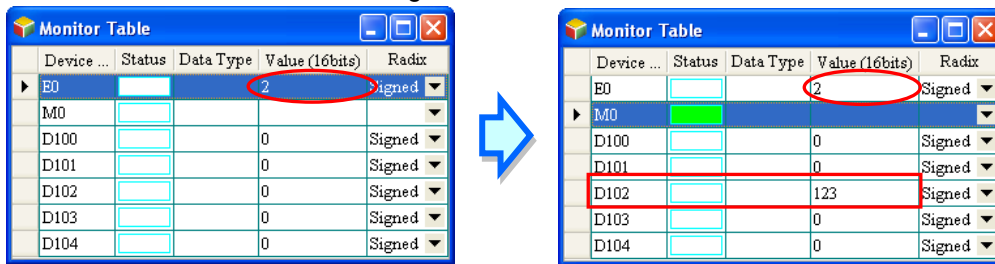 Monitor Table
Device ... Status Data Type Value (16bits) Radix
E0 2 Signed
M0
D100 0 Signed
D101 0 Signed
D102 0 Signed
D103 0 Signed
D104 0 Signed
Monitor Table
Device ... Status Data Type Value (16bits) Radix
E0 2 Signed
M0
D100 0 Signed
D101 0 Signed
D102 123 Signed
D103 0 Signed
D104 0 Signed